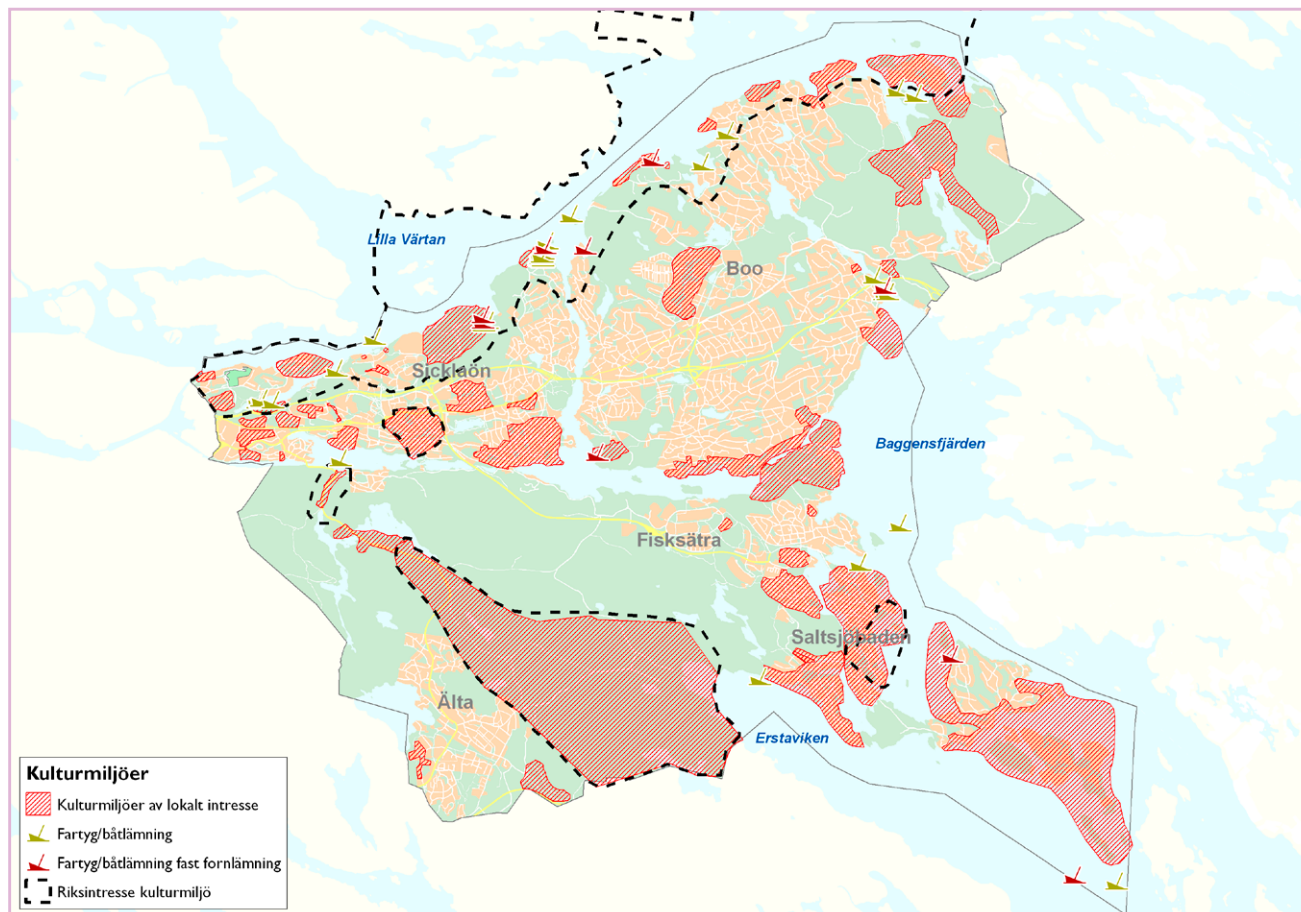 Lilla Värtan
Boo
Sicklaön
Baggensfjärden
Fisksätra
Saltsjöbaden
Älta
Erstaviken
Kulturmiljöer
Kulturmiljöer av lokalt intresse
Fartyg/båtlämning
Fartyg/båtlämning fast fornlämning
Riksintresse kulturmiljö